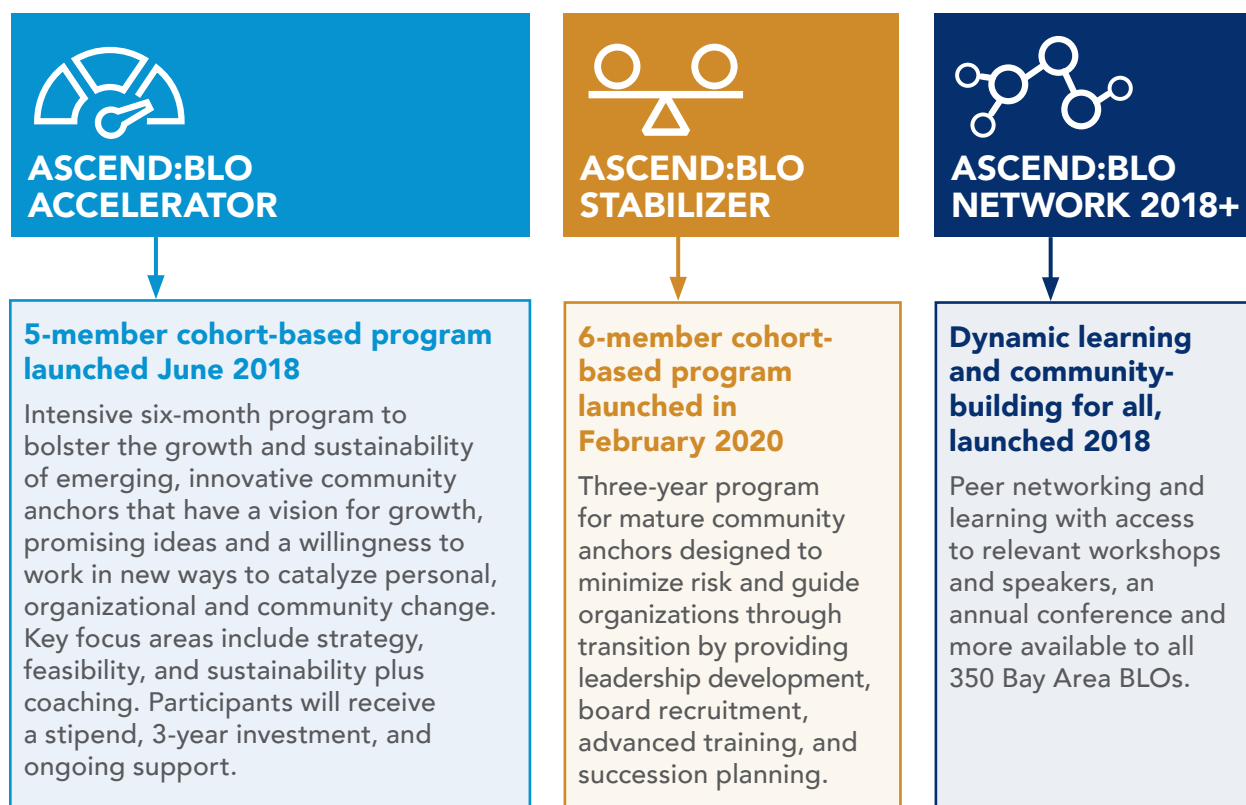 ASCEND:BLO
ACCELERATOR
5-member cohort-based program
launched June 2018
Intensive six-month program to
bolster the growth and sustainability
of emerging, innovative community
anchors that have a vision for growth,
promising ideas and a willingness to
work in new ways to catalyze personal,
organizational and community change.
Key focus areas include strategy,
feasibility, and sustainability plus
coaching. Participants will receive
a stipend, 3-year investment, and
ongoing support.
ASCEND:BLO
STABILIZER
6-member cohort-
based program
launched in
February 2020
Three-year program
for mature community
anchors designed to
minimize risk and guide
organizations through
transition by providing
leadership development,
board recruitment,
advanced training, and
succession planning.
ASCEND:BLO
NETWORK 2018+
Dynamic learning
and community-
building for all,
launched 2018
Peer networking and
learning with access
to relevant workshops
and speakers, an
annual conference and
more available to all
350 Bay Area BLOs.